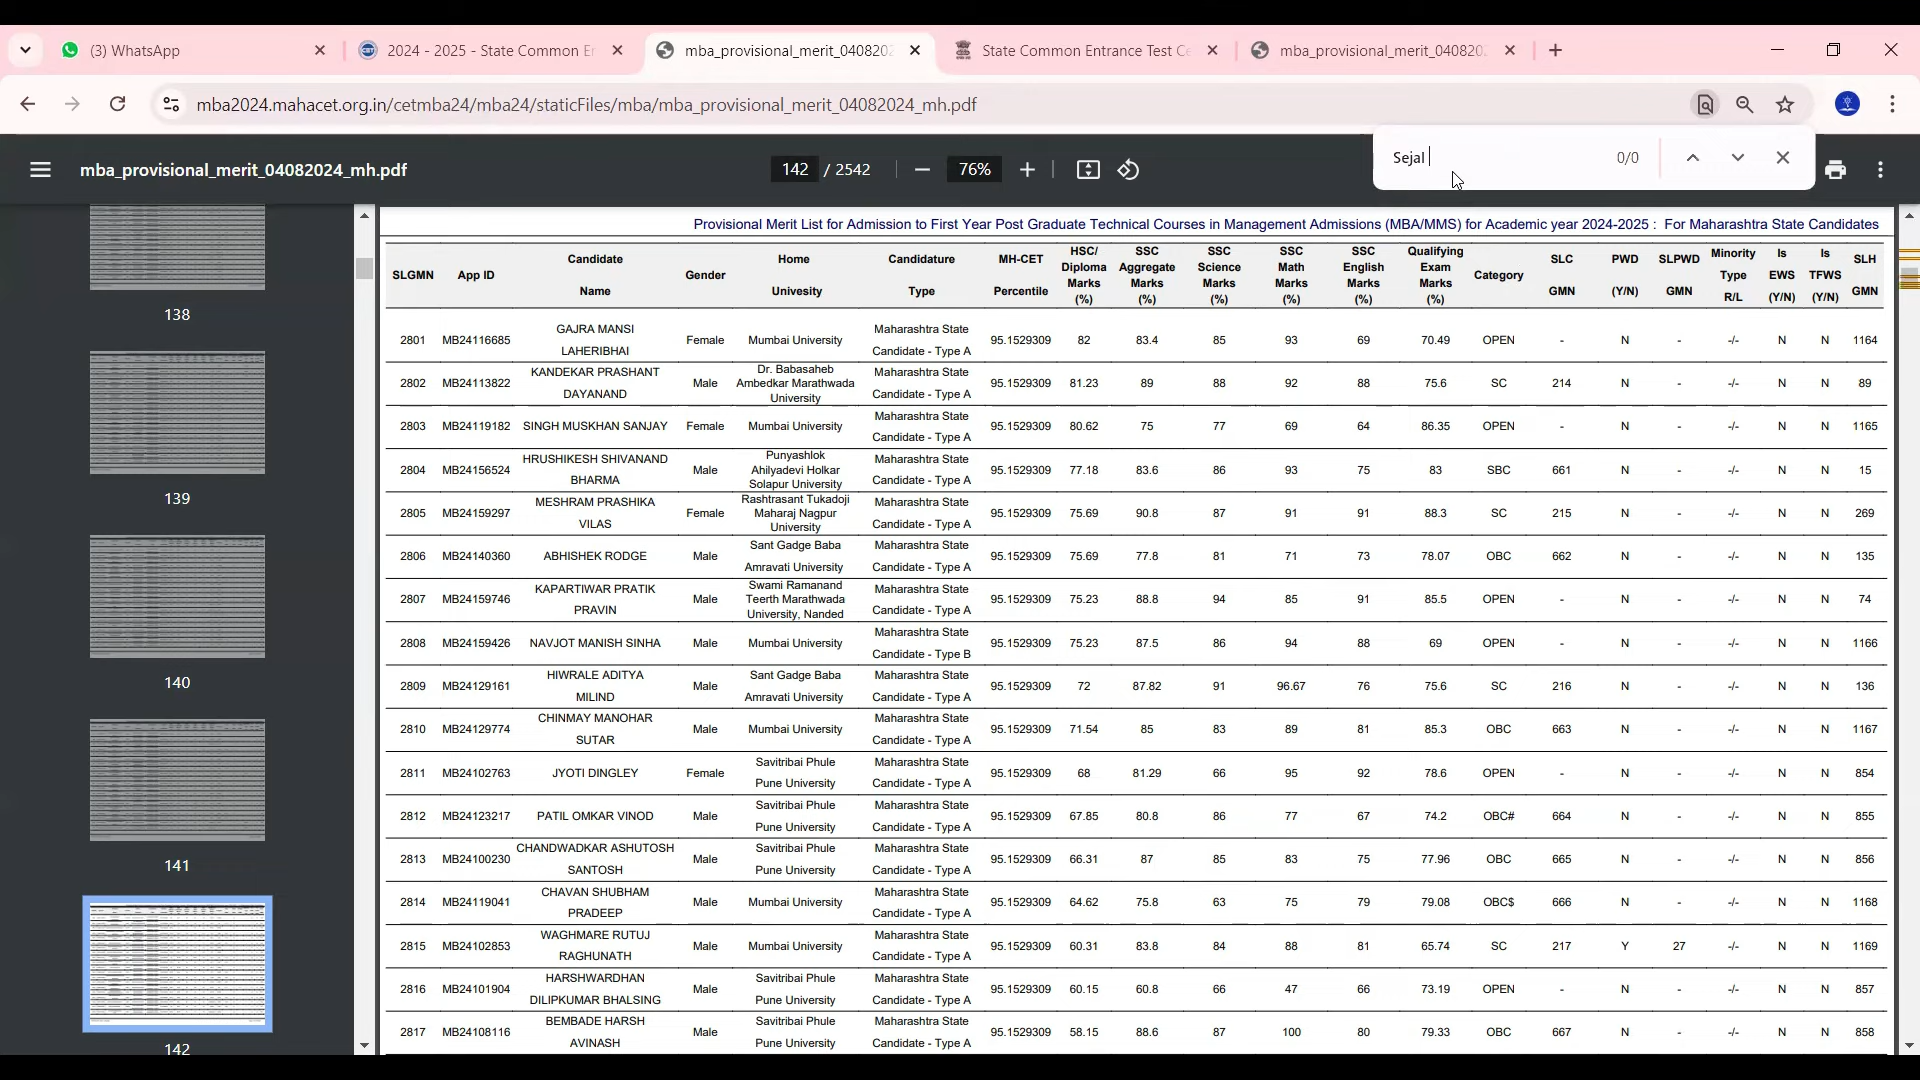 (3) WhatsApp
2024 - 2025 - State Common Er
mba_provisional_merit_0408202
State Common Entrance Test Ce
mba_provisional_merit_0408202
mba2024.mahacet.org.in/cetmba24/mba24/staticFiles/mba/mba_provisional_merit_04082024_mh.pdf
Sejal 0/0
mba_provisional_merit_04082024_mh.pdf 142 / 2542 76%
138
139
140
141
142
Provisional Merit List for Admission to First Year Post Graduate Technical Courses in Management Admissions (MBA/MMS) for Academic year 2024-2025 : For Maharashtra State Candidates
SLGMN App ID Candidate Name Gender Home Univesity Candidature Type MH-CET Percentile HSC/ Diploma Marks (%) SSC Aggregate Marks (%) SSC Science Marks (%) SSC Math Marks (%) SSC English Marks (%) Qualifying Exam Marks (%) Category SLC GMN PWD (Y/N) SLPWD GMN Minority Type R/L Is EWS (Y/N) Is TFWS (Y/N) SLH GMN
2801 MB24116685 GAJRA MANSI LAHERIBHAI Female Mumbai University Maharashtra State Candidate - Type A 95.1529309 82 83.4 85 93 69 70.49 OPEN - N - -/- N N 1164
2802 MB24113822 KANDEKAR PRASHANT DAYANAND Male Dr. Babasaheb Ambedkar Marathwada University Maharashtra State Candidate - Type A 95.1529309 81.23 89 88 92 88 75.6 SC 214 N - -/- N N 89
2803 MB24119182 SINGH MUSKHAN SANJAY Female Mumbai University Maharashtra State Candidate - Type A 95.1529309 80.62 75 77 69 64 86.35 OPEN - N - -/- N N 1165
2804 MB24156524 HRUSHIKESH SHIVANAND BHARMA Male Punyashlok Ahilyadevi Holkar Solapur University Maharashtra State Candidate - Type A 95.1529309 77.18 83.6 86 93 75 83 SBC 661 N - -/- N N 15
2805 MB24159297 MESHRAM PRASHIKA VILAS Female Rashtrasant Tukadoji Maharaj Nagpur University Maharashtra State Candidate - Type A 95.1529309 75.69 90.8 87 91 91 88.3 SC 215 N - -/- N N 269
2806 MB24140360 ABHISHEK RODGE Male Sant Gadge Baba Amravati University Maharashtra State Candidate - Type A 95.1529309 75.69 77.8 81 71 73 78.07 OBC 662 N - -/- N N 135
2807 MB24159746 KAPARTIWAR PRATIK PRAVIN Male Swami Ramanand Teerth Marathwada University, Nanded Maharashtra State Candidate - Type A 95.1529309 75.23 88.8 94 85 91 85.5 OPEN - N - -/- N N 74
2808 MB24159426 NAVJOT MANISH SINHA Male Mumbai University Maharashtra State Candidate - Type B 95.1529309 75.23 87.5 86 94 88 69 OPEN - N - -/- N N 1166
2809 MB24129161 HIWRALE ADITYA MILIND Male Sant Gadge Baba Amravati University Maharashtra State Candidate - Type A 95.1529309 72 87.82 91 96.67 76 75.6 SC 216 N - -/- N N 136
2810 MB24129774 CHINMAY MANOHAR SUTAR Male Mumbai University Maharashtra State Candidate - Type A 95.1529309 71.54 85 83 89 81 85.3 OBC 663 N - -/- N N 1167
2811 MB24102763 JYOTI DINGLEY Female Savitribai Phule Pune University Maharashtra State Candidate - Type A 95.1529309 68 81.29 66 95 92 78.6 OPEN - N - -/- N N 854
2812 MB24123217 PATIL OMKAR VINOD Male Savitribai Phule Pune University Maharashtra State Candidate - Type A 95.1529309 67.85 80.8 86 77 67 74.2 OBC# 664 N - -/- N N 855
2813 MB24100230 CHANDWADKAR ASHUTOSH SANTOSH Male Savitribai Phule Pune University Maharashtra State Candidate - Type A 95.1529309 66.31 87 85 83 75 77.96 OBC 665 N - -/- N N 856
2814 MB24119041 CHAVAN SHUBHAM PRADEEP Male Mumbai University Maharashtra State Candidate - Type A 95.1529309 64.62 75.8 63 75 79 79.08 OBC$ 666 N - -/- N N 1168
2815 MB24102853 WAGHMARE RUTUJ RAGHUNATH Male Mumbai University Maharashtra State Candidate - Type A 95.1529309 60.31 83.8 84 88 81 65.74 SC 217 Y 27 -/- N N 1169
2816 MB24101904 HARSHWARDHAN DILIPKUMAR BHALSING Male Savitribai Phule Pune University Maharashtra State Candidate - Type A 95.1529309 60.15 60.8 66 47 66 73.19 OPEN - N - -/- N N 857
2817 MB24108116 BEMBADE HARSH AVINASH Male Savitribai Phule Pune University Maharashtra State Candidate - Type A 95.1529309 58.15 88.6 87 100 80 79.33 OBC 667 N - -/- N N 858